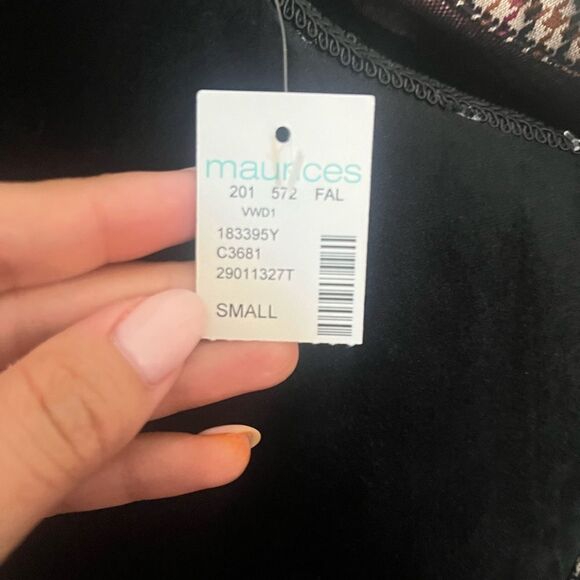 maurices
201 572 FAL
VWD1
183395Y
C3681
29011327T
SMALL